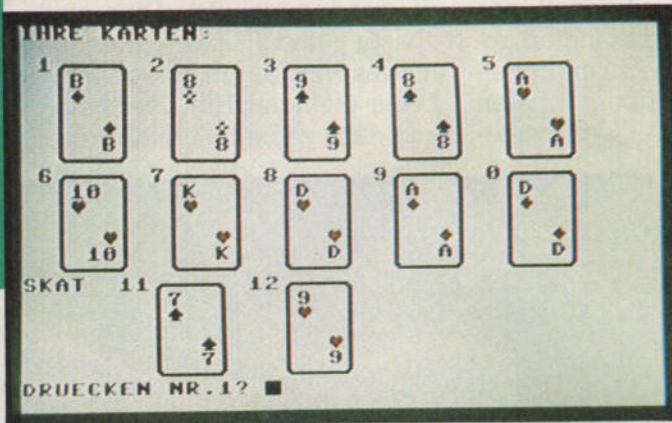 IHRE KARTEN:
1 2 3 4 5
B 8 9 8 A
B 8 9 8 A
6 7 8 9 0
10 K D A D
10 K D A D
SKAT 11 12
7 9
7 9
DRUECKEN NR.1?